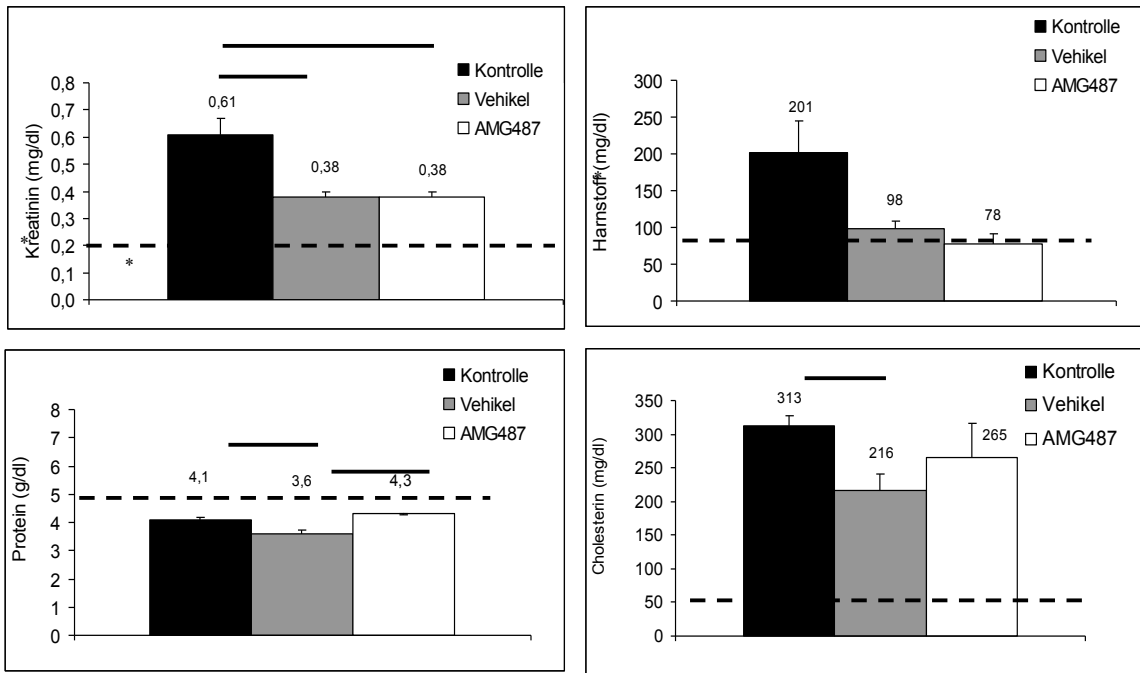 Kontrolle
Vehikel
AMG487
0,8
0,7
0,6
0,5
0,4
0,3
0,2
0,1
0,0
Kreatinin (mg/dl)
*
*
0,61
0,38
0,38
Kontrolle
Vehikel
AMG487
300
250
200
150
100
50
0
Harnstoff*(mg/dl)
201
98
78
Kontrolle
Vehikel
AMG487
8
7
6
5
4
3
2
1
0
Protein (g/dl)
4,1
3,6
4,3
Kontrolle
Vehikel
AMG487
350
300
250
200
150
100
50
0
Cholesterin (mg/dl)
313
216
265